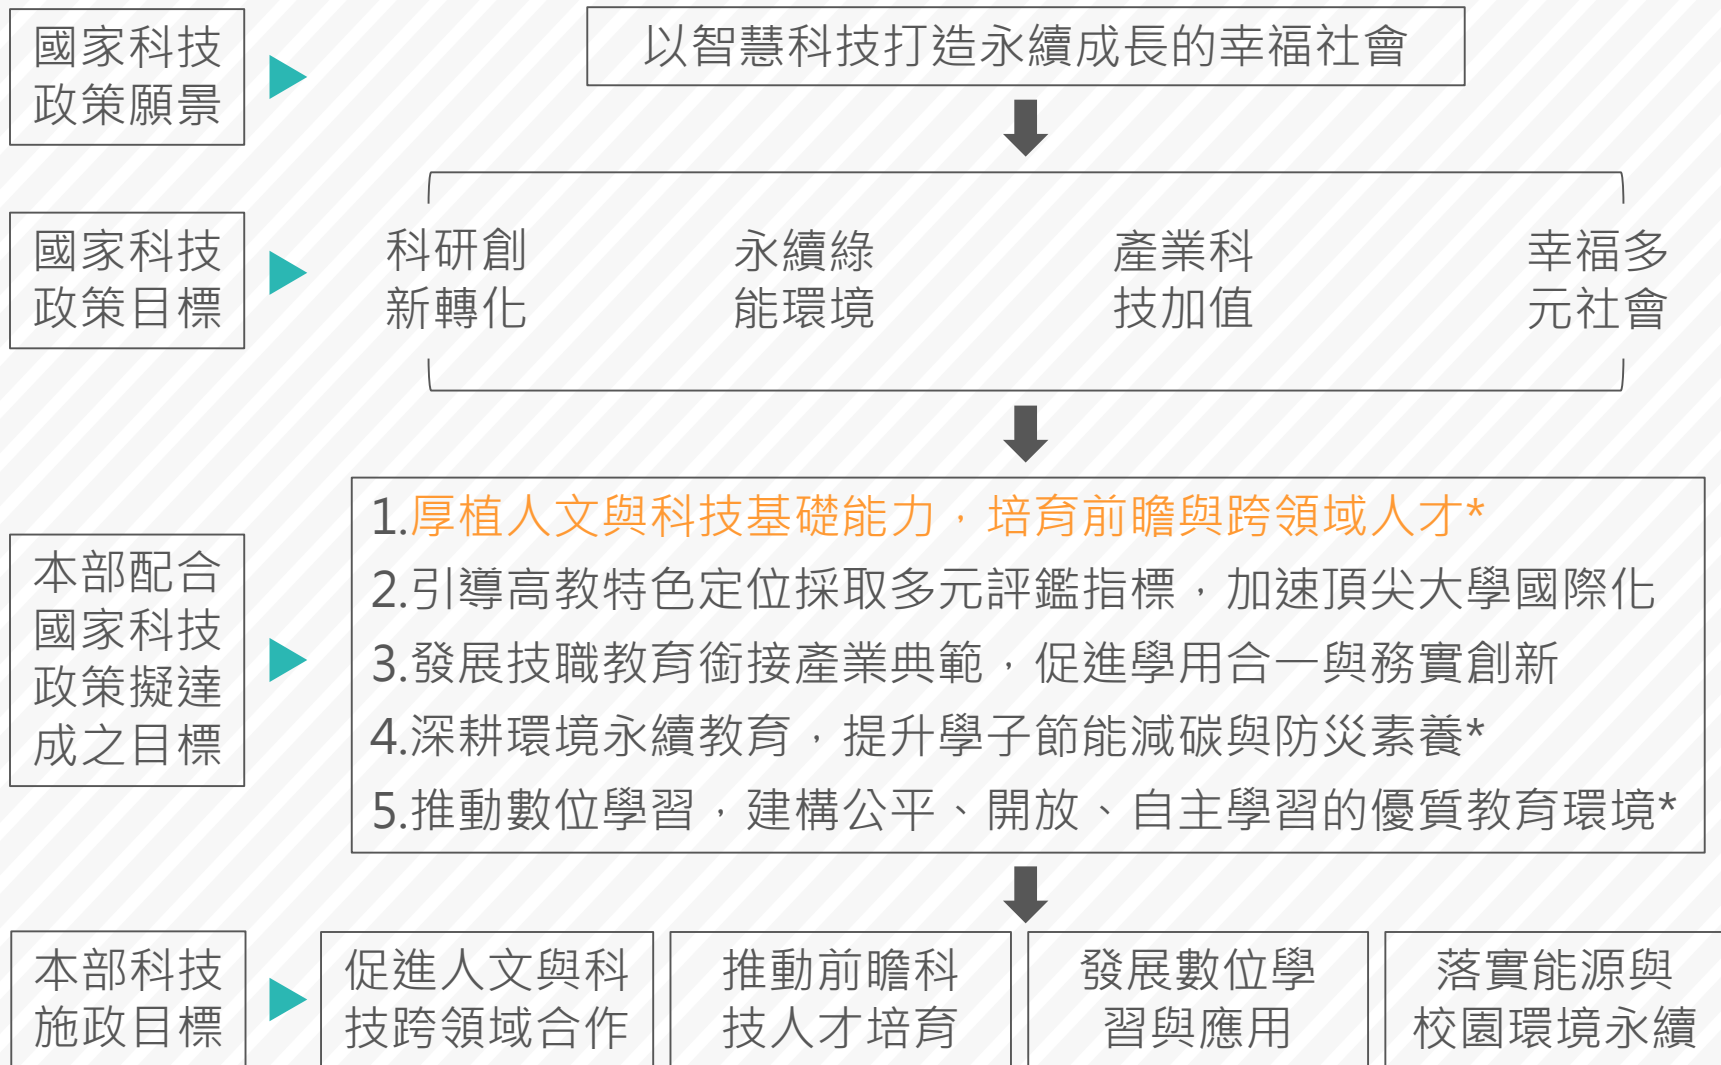 國家科技
政策願景
以智慧科技打造永續成長的幸福社會
國家科技
政策目標
科研創
新轉化
永續綠
能環境
產業科
技加值
幸福多
元社會
本部配合
國家科技
政策擬達
成之目標
1.厚植人文與科技基礎能力，培育前瞻與跨領域人才*
2.引導高教特色定位採取多元評鑑指標，加速頂尖大學國際化
3.發展技職教育銜接產業典範，促進學用合一與務實創新
4.深耕環境永續教育，提升學子節能減碳與防災素養*
5.推動數位學習，建構公平、開放、自主學習的優質教育環境*
本部科技
施政目標
促進人文與科
技跨領域合作
推動前瞻科
技人才培育
發展數位學
習與應用
落實能源與
校園環境永續